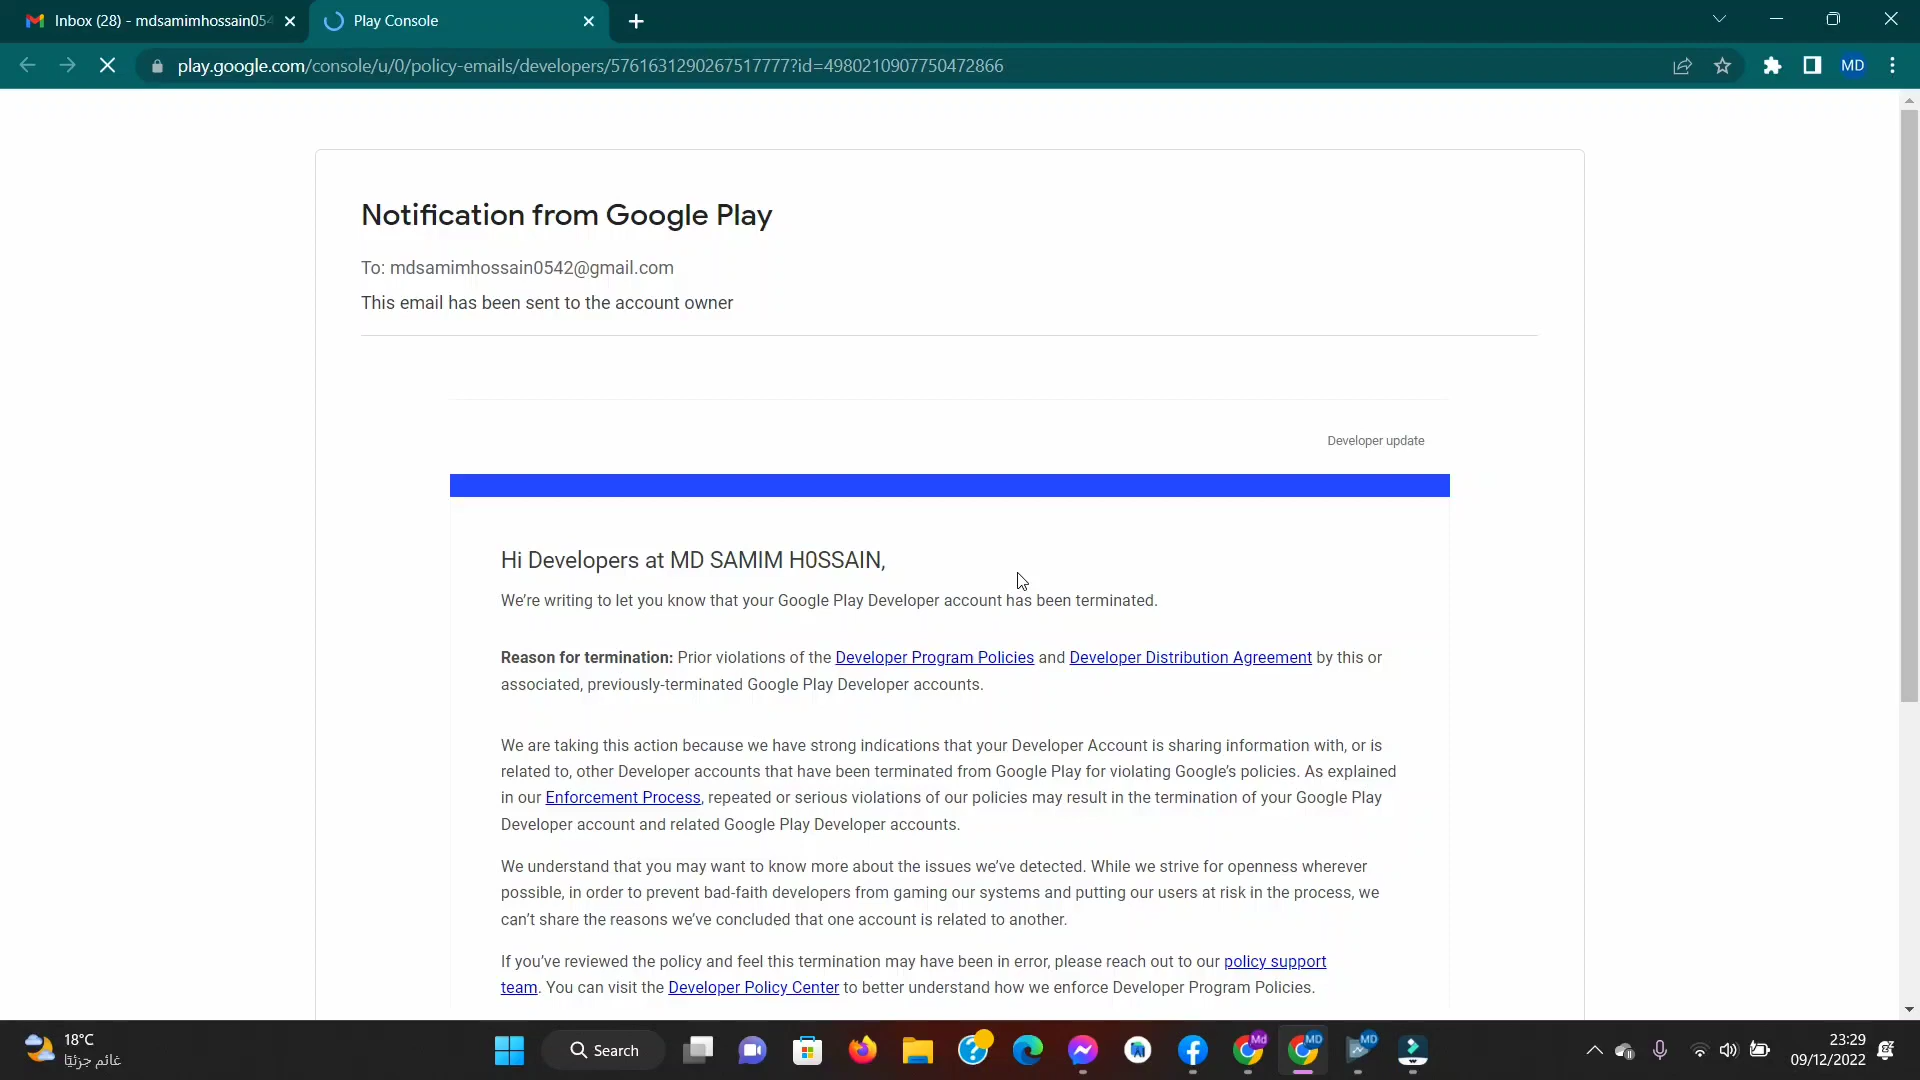 Inbox (28) - mdsamimhossain054
Play Console
play.google.com/console/u/0/policy-emails/developers/5761631290267517777?id=4980210907750472866
MD
Notification from Google Play
To: mdsamimhossain0542@gmail.com
This email has been sent to the account owner
Developer update
Hi Developers at MD SAMIM H0SSAIN,
We're writing to let you know that your Google Play Developer account has been terminated.
Reason for termination: Prior violations of the Developer Program Policies and Developer Distribution Agreement by this or
associated, previously-terminated Google Play Developer accounts.
We are taking this action because we have strong indications that your Developer Account is sharing information with, or is
related to, other Developer accounts that have been terminated from Google Play for violating Google's policies. As explained
in our Enforcement Process, repeated or serious violations of our policies may result in the termination of your Google Play
Developer account and related Google Play Developer accounts.
We understand that you may want to know more about the issues we've detected. While we strive for openness wherever
possible, in order to prevent bad-faith developers from gaming our systems and putting our users at risk in the process, we
can't share the reasons we've concluded that one account is related to another.
If you've reviewed the policy and feel this termination may have been in error, please reach out to our policy support
team. You can visit the Developer Policy Center to better understand how we enforce Developer Program Policies.
18°C
غائم جزئيًا
Search
Md
MD
MD
23:29
09/12/2022